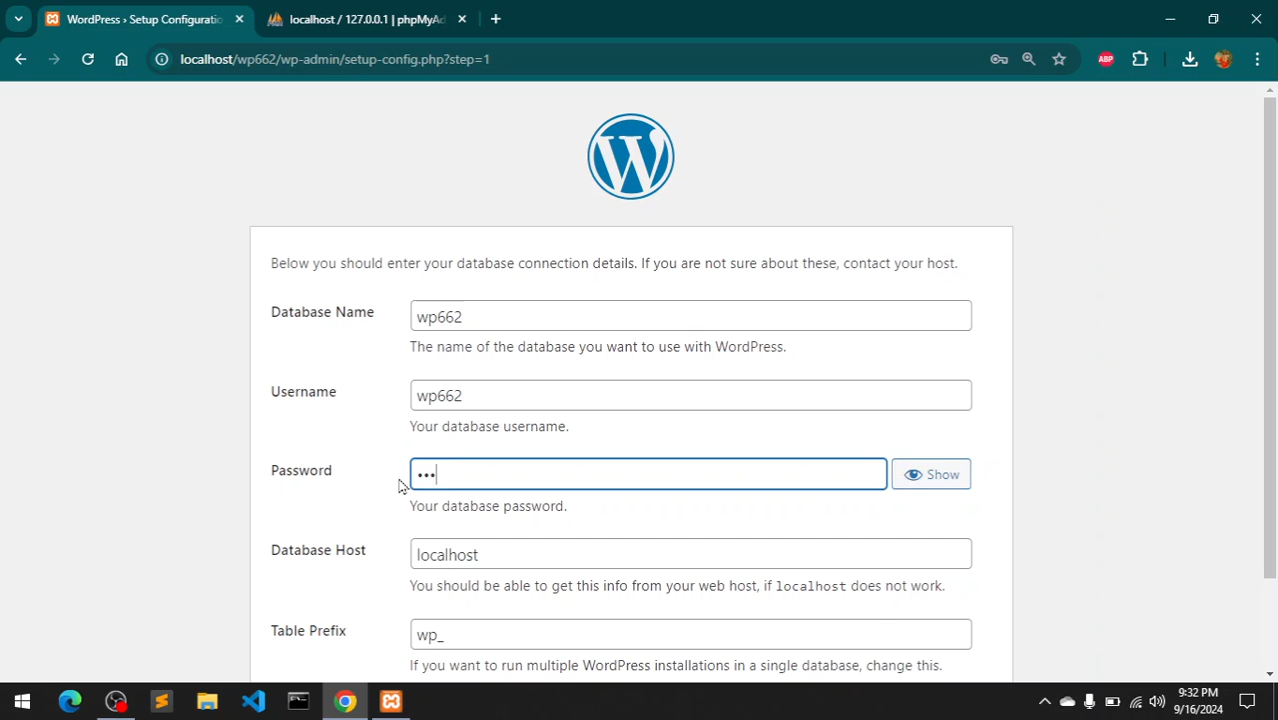 WordPress › Setup Configuratio
localhost / 127.0.0.1 | phpMyAd
localhost/wp662/wp-admin/setup-config.php?step=1
ABP
W
Below you should enter your database connection details. If you are not sure about these, contact your host.
Database Name
wp662
The name of the database you want to use with WordPress.
Username
wp662
Your database username.
Password
•••
Show
Your database password.
Database Host
localhost
You should be able to get this info from your web host, if localhost does not work.
Table Prefix
wp_
If you want to run multiple WordPress installations in a single database, change this.
9:32 PM
9/16/2024